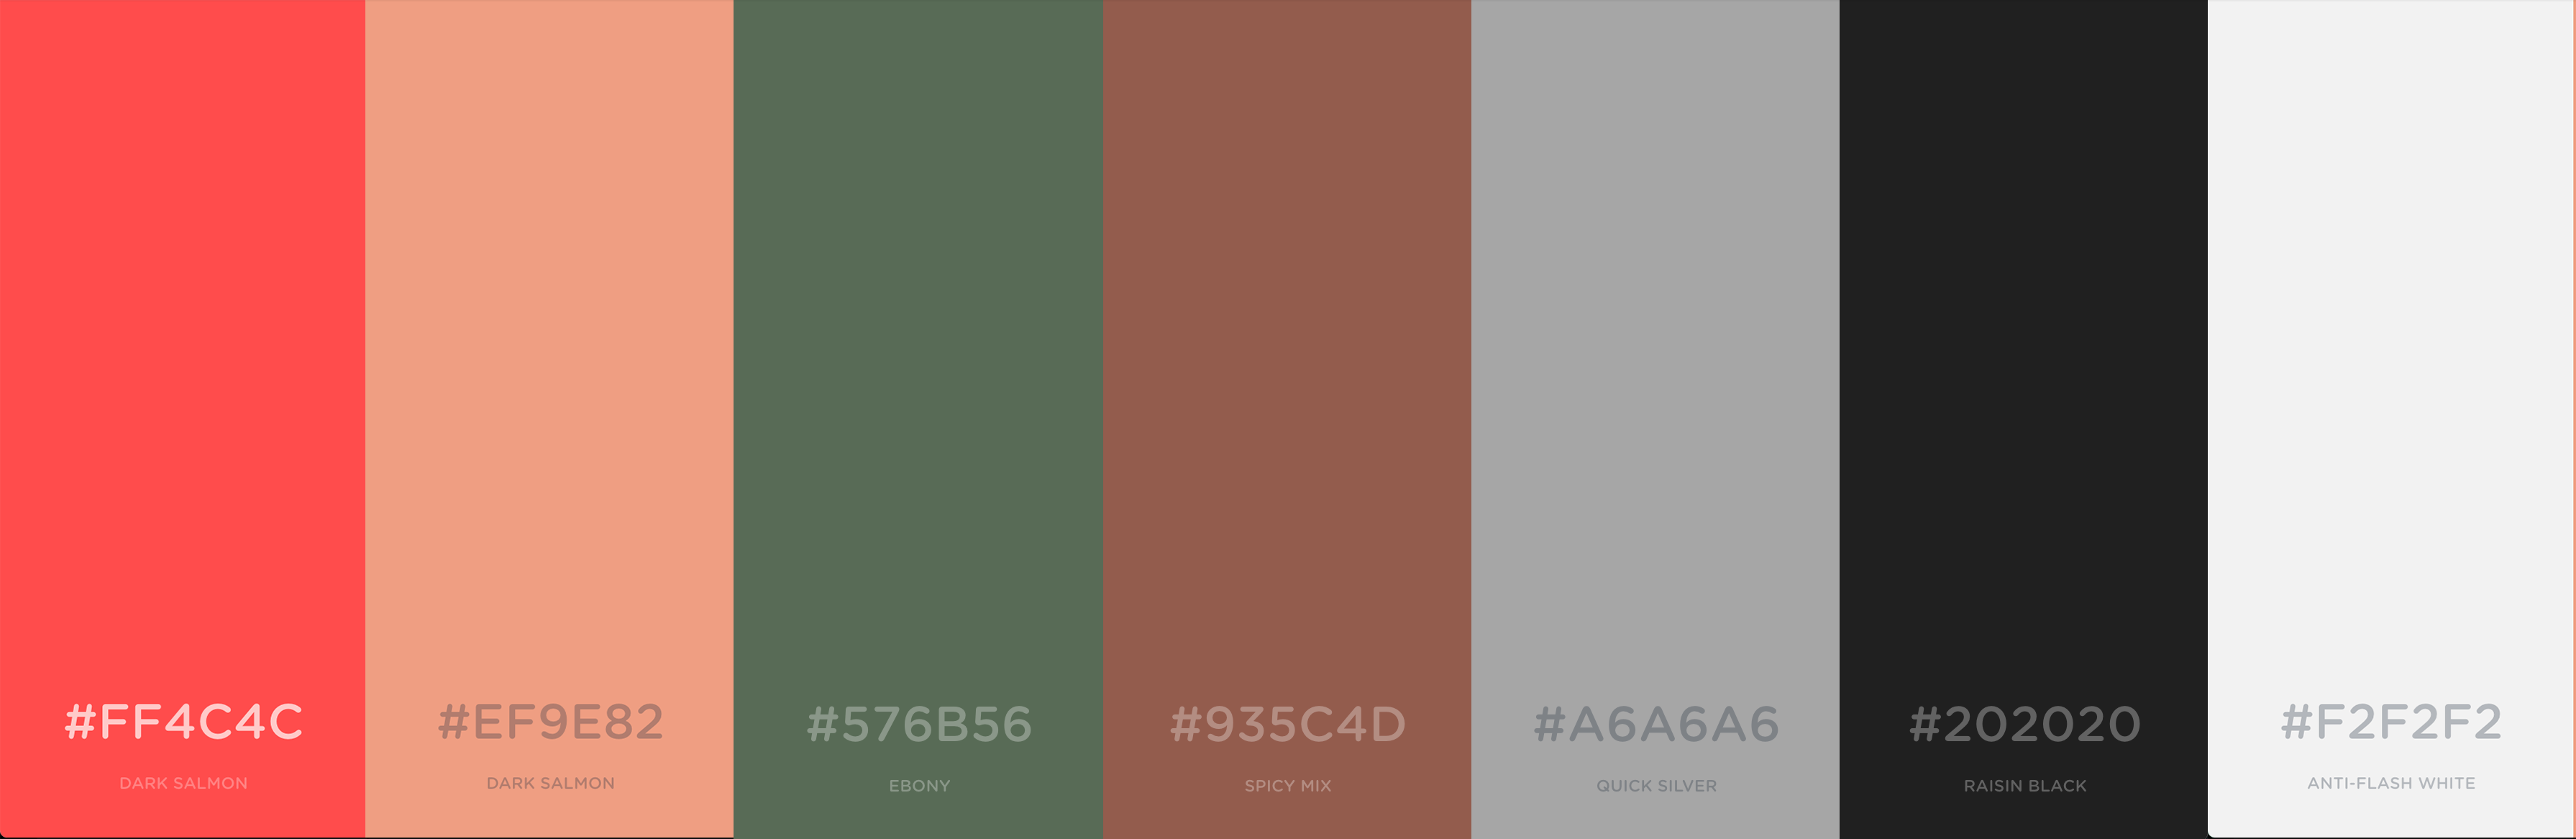 #FF4C4C
DARK SALMON
#EF9E82
DARK SALMON
#576B56
EBONY
#935C4D
SPICY MIX
#A6A6A6
QUICK SILVER
#202020
RAISIN BLACK
#F2F2F2
ANTI-FLASH WHITE